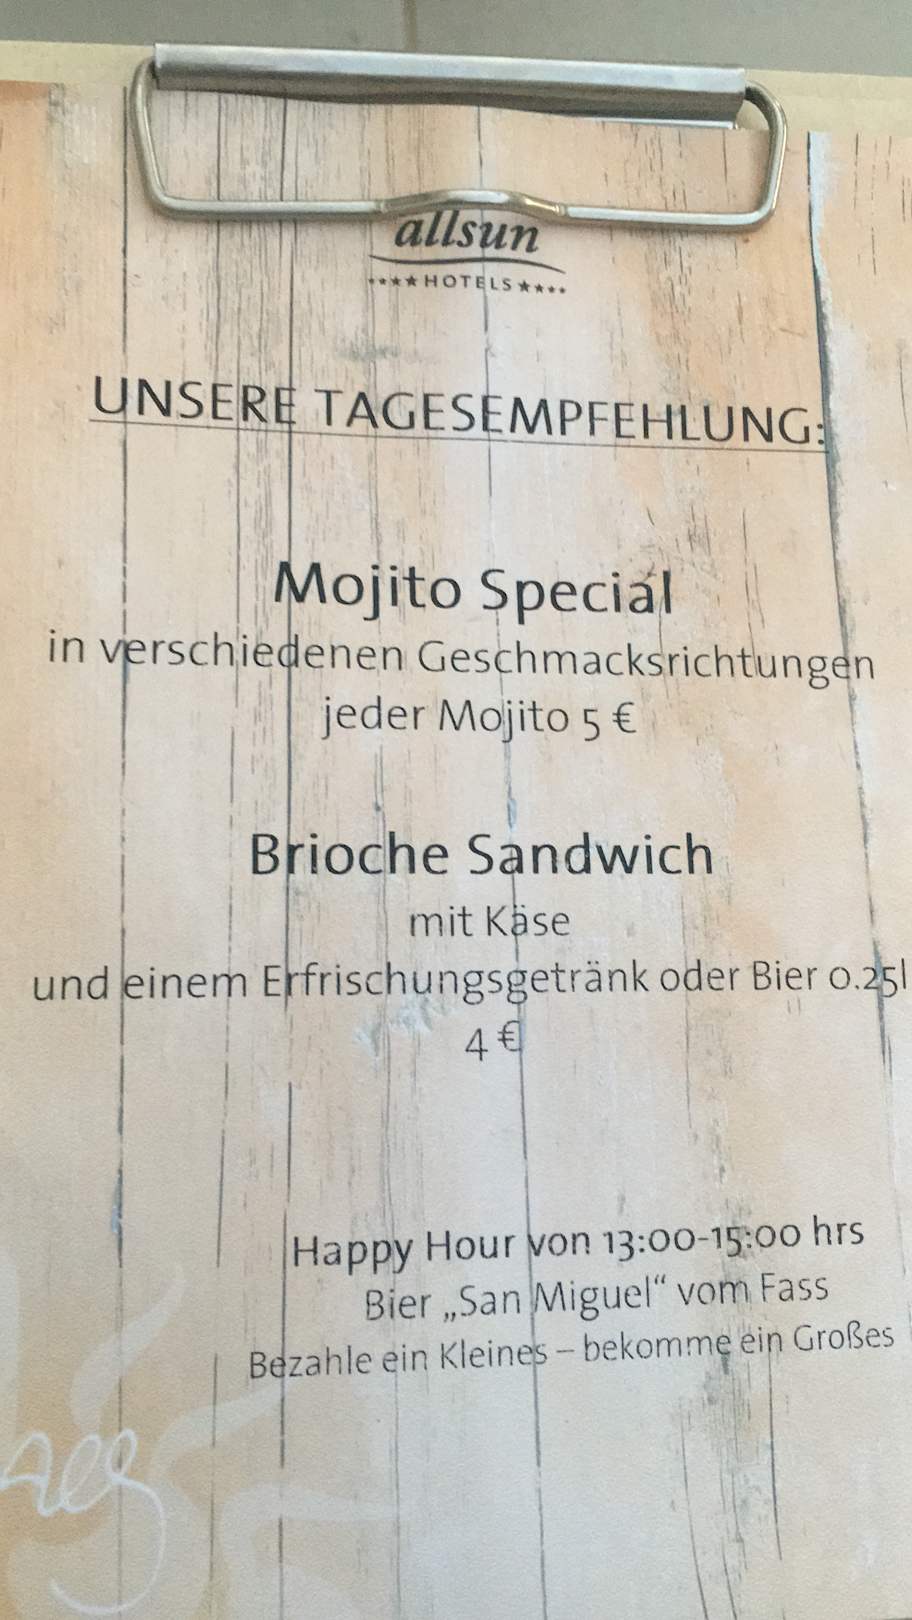 allsun
****HOTELS****
UNSERE TAGESEMPFEHLUNG:
Mojito Special
in verschiedenen Geschmacksrichtungen
jeder Mojito 5 €
Brioche Sandwich
mit Käse
und einem Erfrischungsgetränk oder Bier 0.25l
4 €
Happy Hour von 13:00-15:00 hrs
Bier „San Miguel“ vom Fass
Bezahle ein Kleines – bekomme ein Großes